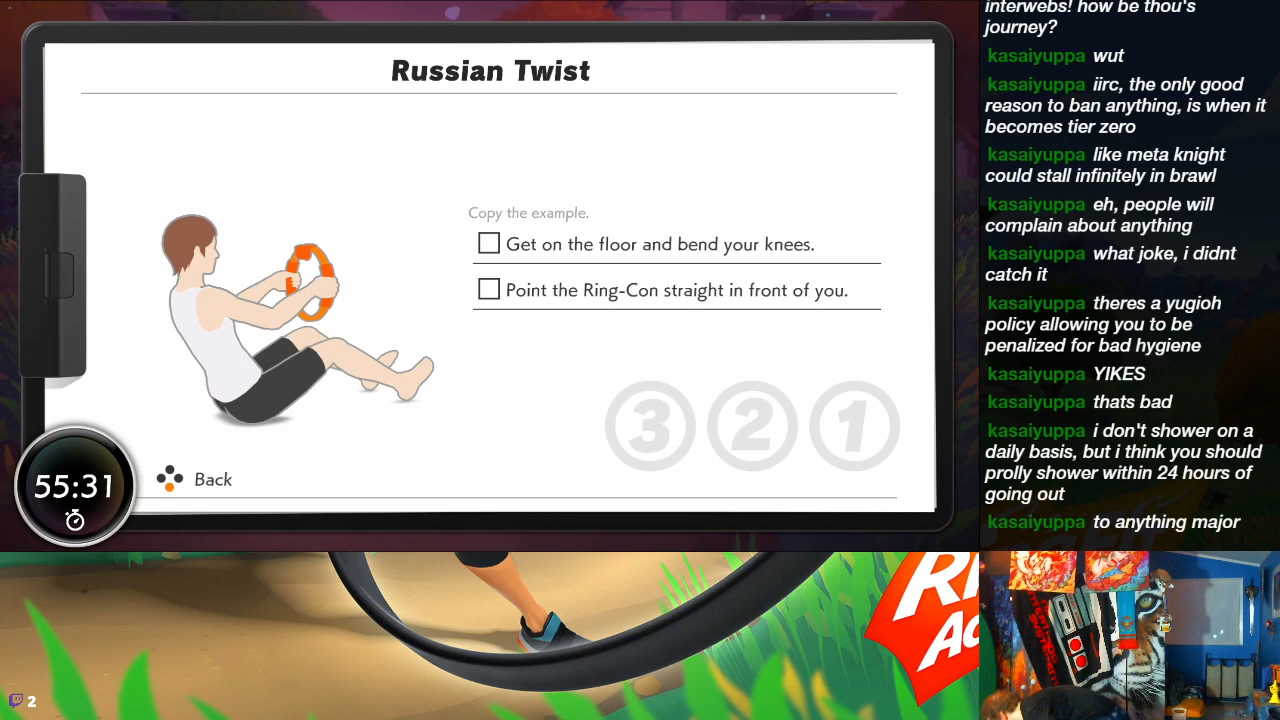 Russian Twist
Copy the example.
Get on the floor and bend your knees.
Point the Ring-Con straight in front of you.
3 2 1
55:31
Back
2
interwebs! how be thou's
journey?
kasaiyuppa wut
kasaiyuppa iirc, the only good
reason to ban anything, is when it
becomes tier zero
kasaiyuppa like meta knight
could stall infinitely in brawl
kasaiyuppa eh, people will
complain about anything
kasaiyuppa what joke, i didnt
catch it
kasaiyuppa theres a yugioh
policy allowing you to be
penalized for bad hygiene
kasaiyuppa YIKES
kasaiyuppa thats bad
kasaiyuppa i don't shower on a
daily basis, but i think you should
prolly shower within 24 hours of
going out
kasaiyuppa to anything major